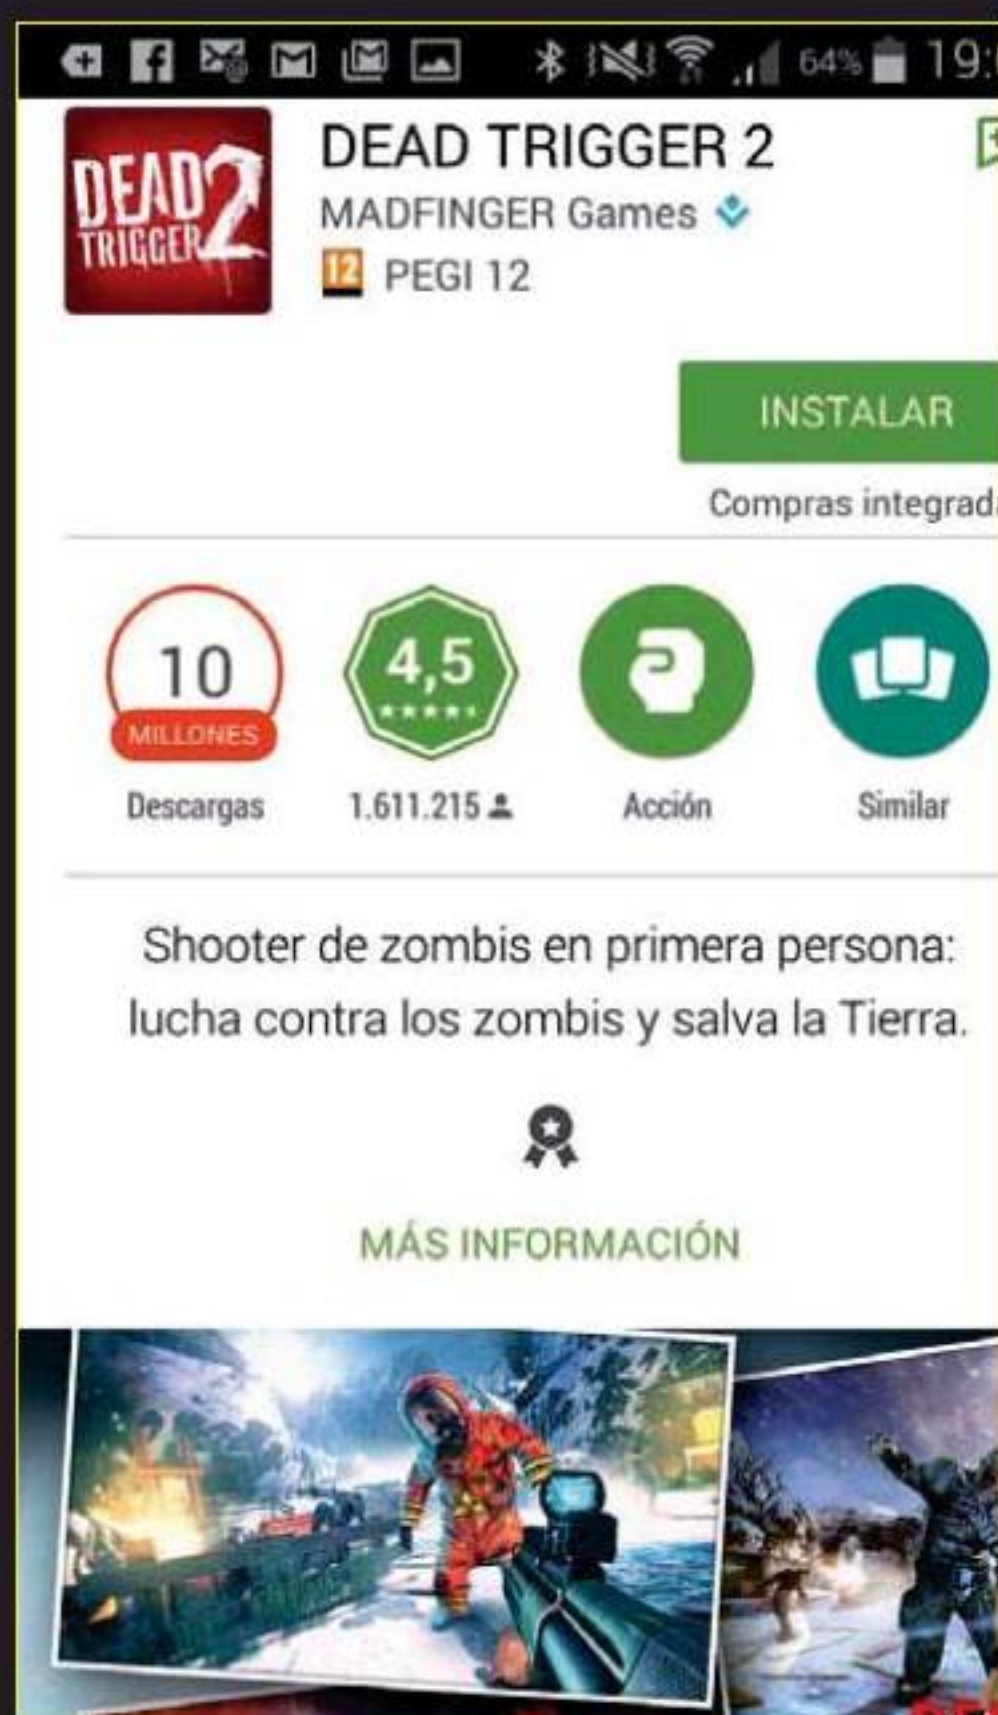 64%
DEAD TRIGGER 2
DEAD TRIGGER 2
MADFINGER Games
12 PEGI 12
INSTALAR
Compras
10
MILLONES
Descargas
4,5
1.611.215
Acción
Similar
Shooter de zombis en primera persona:
lucha contra los zombis y salva la Tierra.
MÁS INFORMACIÓN